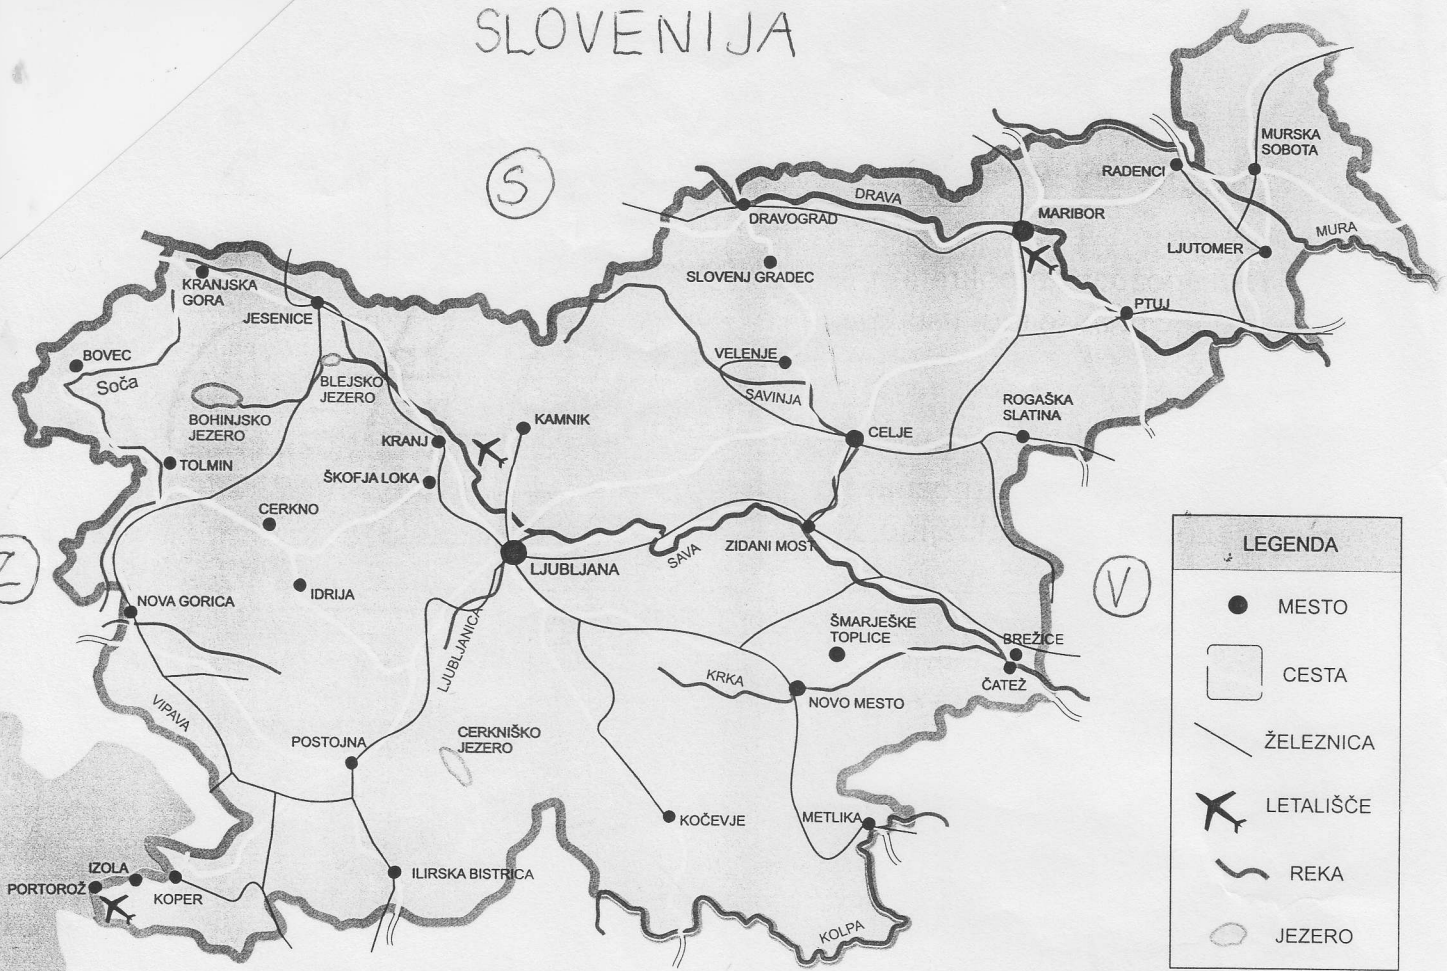 SLOVENIJA
S
MURSKA
SOBOTA
RADENCI
DRAVA
MARIBOR
DRAVOGRAD
MURA
LJUTOMER
SLOVENJ GRADEC
KRANJSKA
GORA
PTUJ
JESENICE
BOVEC
VELENJE
Soča
BLEJSKO
JEZERO
SAVINJA
ROGAŠKA
SLATINA
BOHINJSKO
JEZERO
KAMNIK
KRANJ
CELJE
TOLMIN
ŠKOFJA LOKA
CERKNO
ZIDANI MOST
SAVA
LJUBLJANA
Z
V
IDRIJA
NOVA GORICA
LJUBLJANICA
ŠMARJEŠKE
TOPLICE
BREŽICE
KRKA
ČATEŽ
NOVO MESTO
VIPAVA
POSTOJNA
CERKNIŠKO
JEZERO
KOČEVJE
METLIKA
IZOLA
PORTOROŽ
KOPER
ILIRSKA BISTRICA
KOLPA
LEGENDA
MESTO
CESTA
ŽELEZNICA
LETALIŠČE
REKA
JEZERO